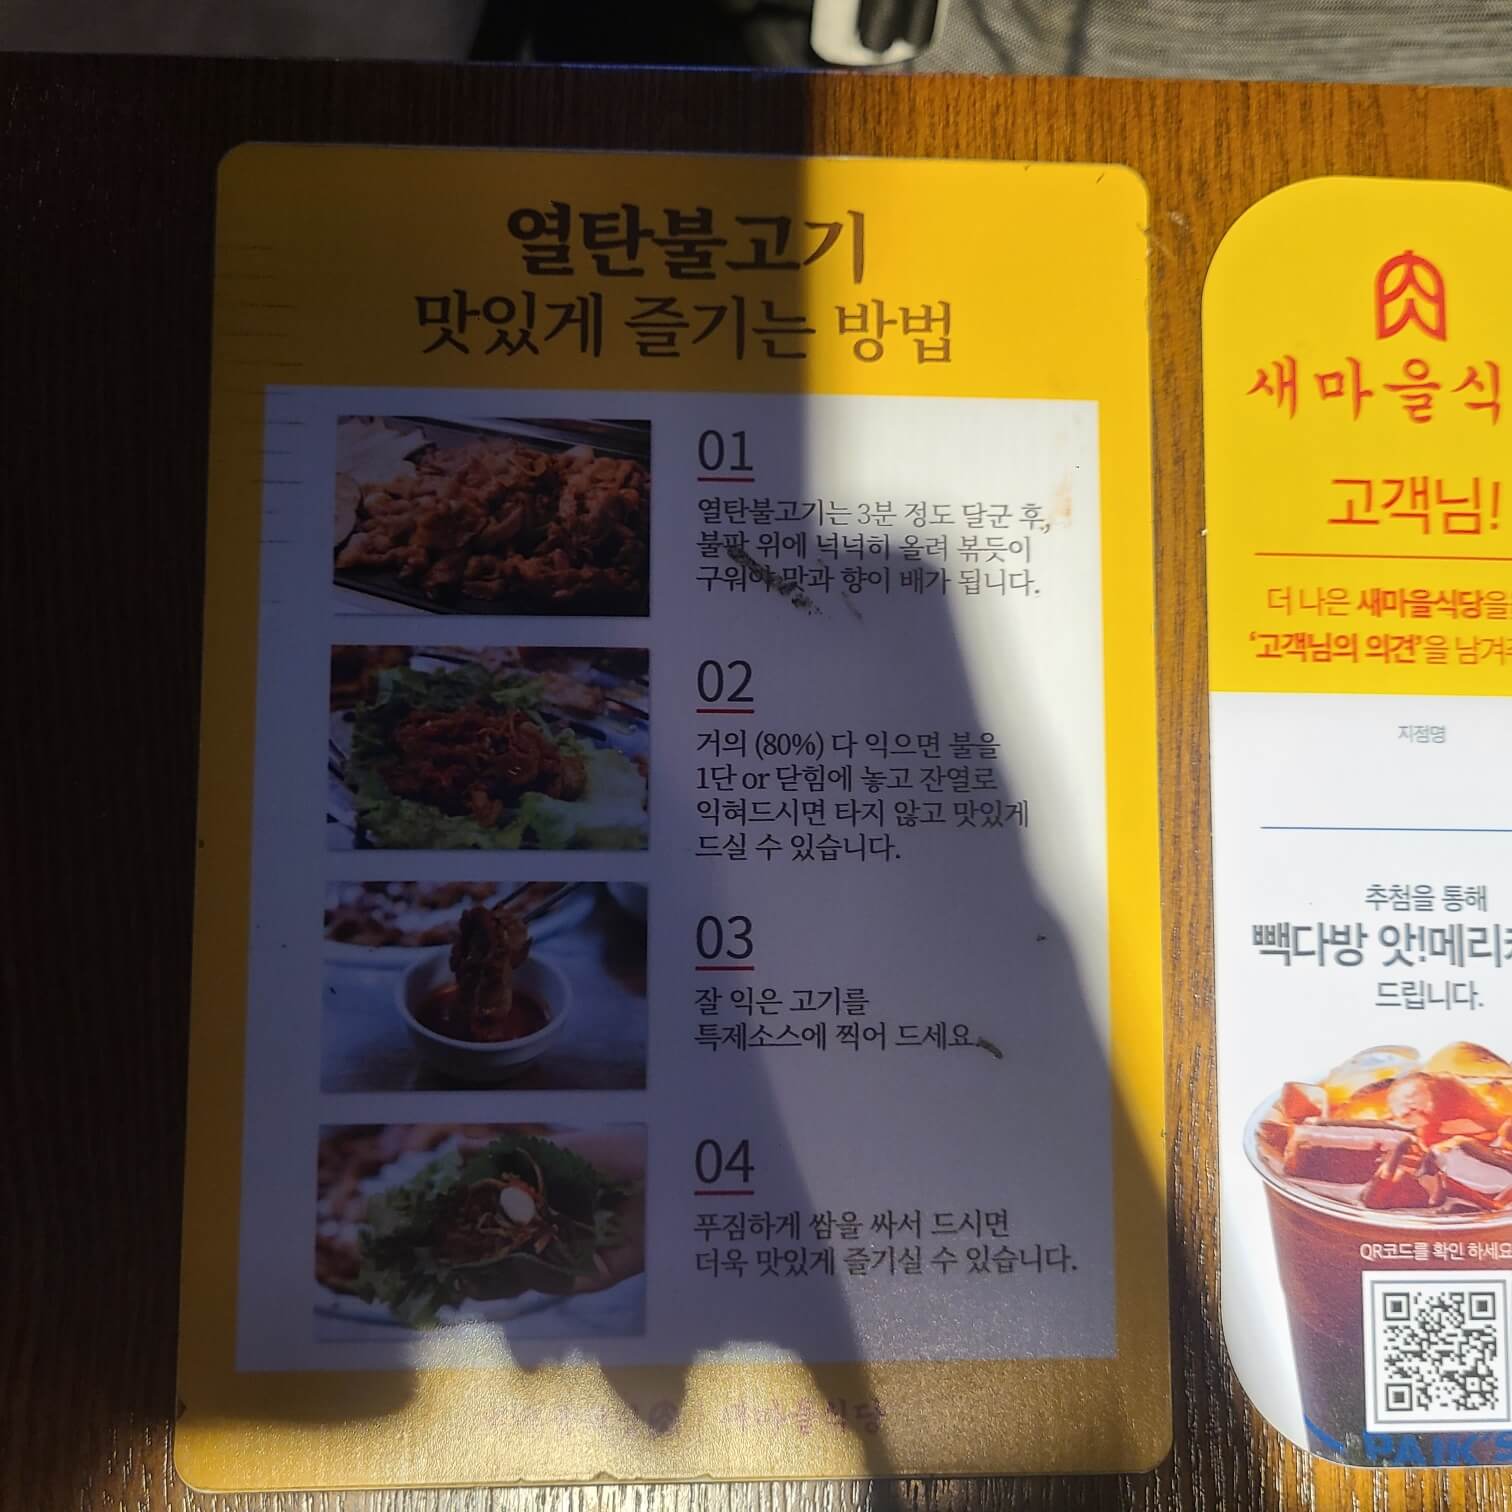 열탄불고기
맛있게 즐기는 방법
01
열탄불고기는 3분 정도 달군 후,
불판 위에 넉넉히 올려 볶듯이
구워야 맛과 향이 배가 됩니다.
02
거의 (80%) 다 익으면 불을
1단 or 닫힘에 놓고 잔열로
익혀드시면 타지 않고 맛있게
드실 수 있습니다.
03
잘 익은 고기를
특제소스에 찍어 드세요.
04
푸짐하게 쌈을 싸서 드시면
더욱 맛있게 즐기실 수 있습니다.
새마을식당
새마을식
고객님!
더 나은 새마을식당을
'고객님의 의견'을 남겨
지점명
추첨을 통해
빽다방 앗!메리
드립니다.
QR코드를 확인 하세요
PAIK'S